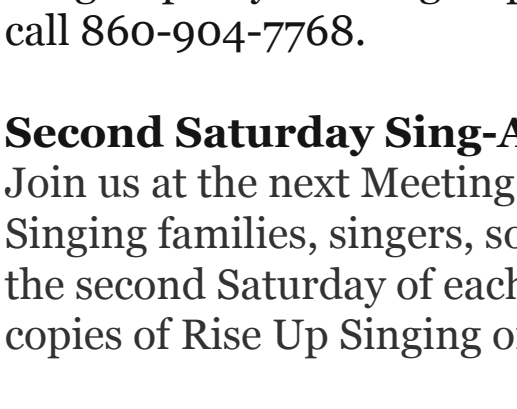 call 860-904-7768.
Second Saturday Sing-A
Join us at the next Meeting
Singing families, singers, so
the second Saturday of each
copies of Rise Up Singing o